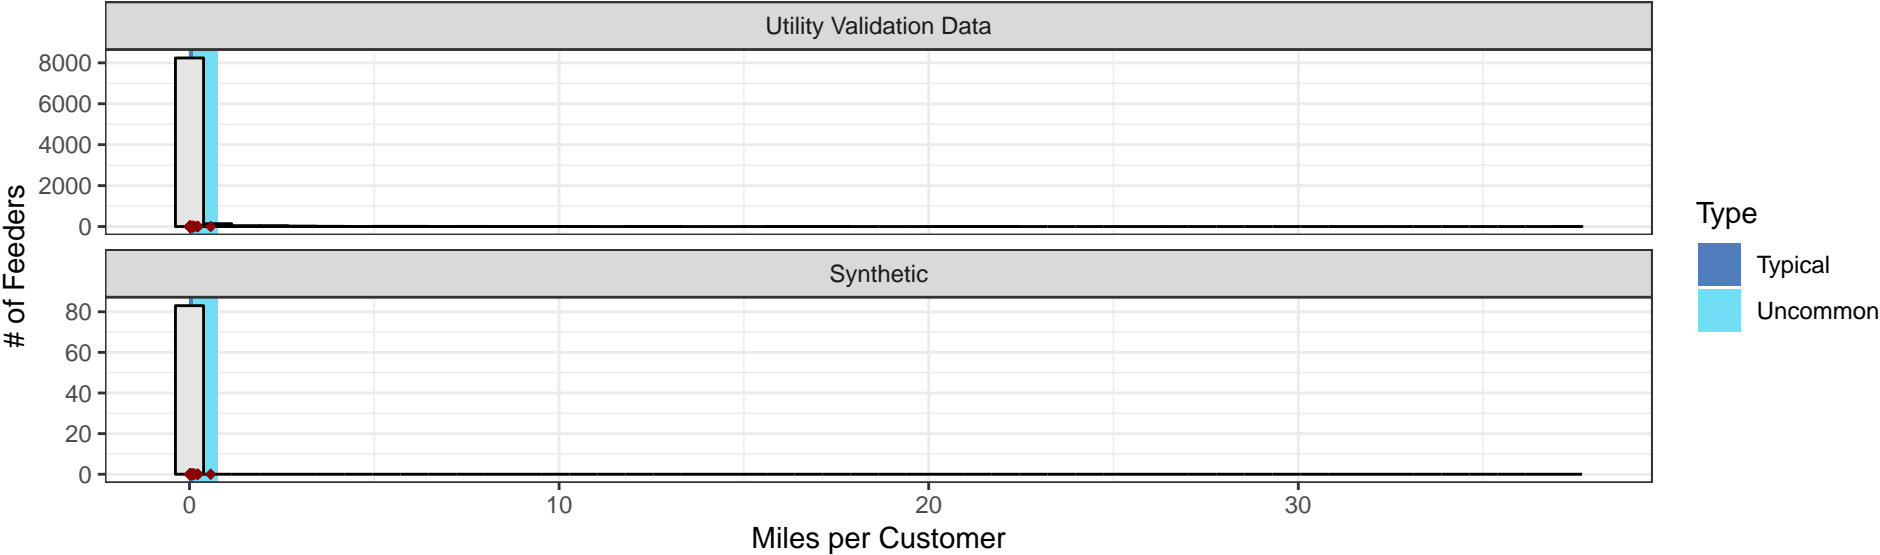 Utility Validation Data
8000
6000
4000
2000
0
# of Feeders
Synthetic
80
60
40
20
0
0 10 20 30
Miles per Customer
Type
Typical
Uncommon